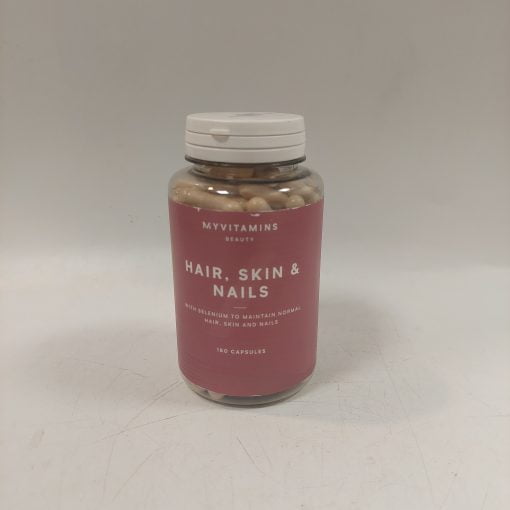 MYVITAMINS
BEAUTY
HAIR, SKIN &
NAILS
WITH SELENIUM TO MAINTAIN NORMAL
HAIR, SKIN AND NAILS
180 CAPSULES